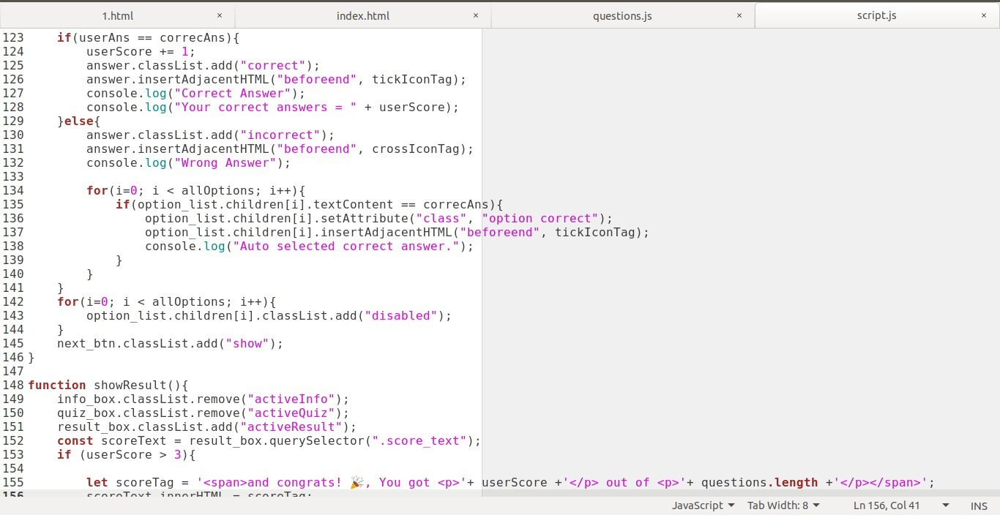 1.html × index.html × questions.js × script.js ×
123     if(userAns == correcAns){
124         userScore += 1;
125         answer.classList.add("correct");
126         answer.insertAdjacentHTML("beforeend", tickIconTag);
127         console.log("Correct Answer");
128         console.log("Your correct answers = " + userScore);
129     }else{
130         answer.classList.add("incorrect");
131         answer.insertAdjacentHTML("beforeend", crossIconTag);
132         console.log("Wrong Answer");
133
134         for(i=0; i < allOptions; i++){
135             if(option_list.children[i].textContent == correcAns){
136                 option_list.children[i].setAttribute("class", "option correct");
137                 option_list.children[i].insertAdjacentHTML("beforeend", tickIconTag);
138                 console.log("Auto selected correct answer.");
139             }
140         }
141     }
142     for(i=0; i < allOptions; i++){
143         option_list.children[i].classList.add("disabled");
144     }
145     next_btn.classList.add("show");
146 }
147
148 function showResult(){
149     info_box.classList.remove("activeInfo");
150     quiz_box.classList.remove("activeQuiz");
151     result_box.classList.add("activeResult");
152     const scoreText = result_box.querySelector(".score_text");
153     if (userScore > 3){
154
155         let scoreTag = '<span>and congrats! 🎉, You got <p>'+ userScore +'</p> out of <p>'+ questions.length +'</p></span>';
156         scoreText.innerHTML = scoreTag;
JavaScript Tab Width: 8 Ln 156, Col 41 INS